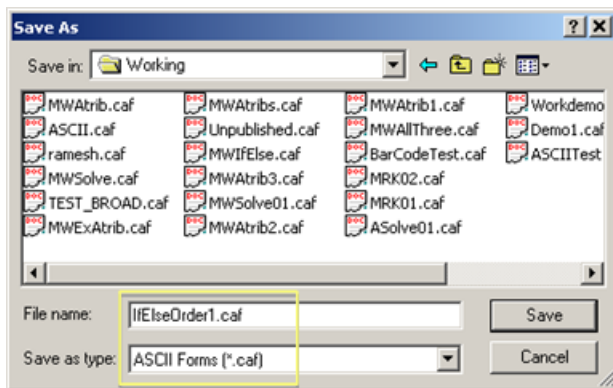 Save As
Save in: Working
MWAtrib.caf MWAtribs.caf MWAtrib1.caf Workdemo
ASCII.caf Unpublished.caf MWAllThree.caf Demo1.caf
ramesh.caf MWIfElse.caf BarCodeTest.caf ASCIITest
MWSolve.caf MWAtrib3.caf MRK02.caf
TEST_BROAD.caf MWSolve01.caf MRK01.caf
MWExAtrib.caf MWAtrib2.caf ASolve01.caf
File name: IfElseOrder1.caf Save
Save as type: ASCII Forms (*.caf) Cancel